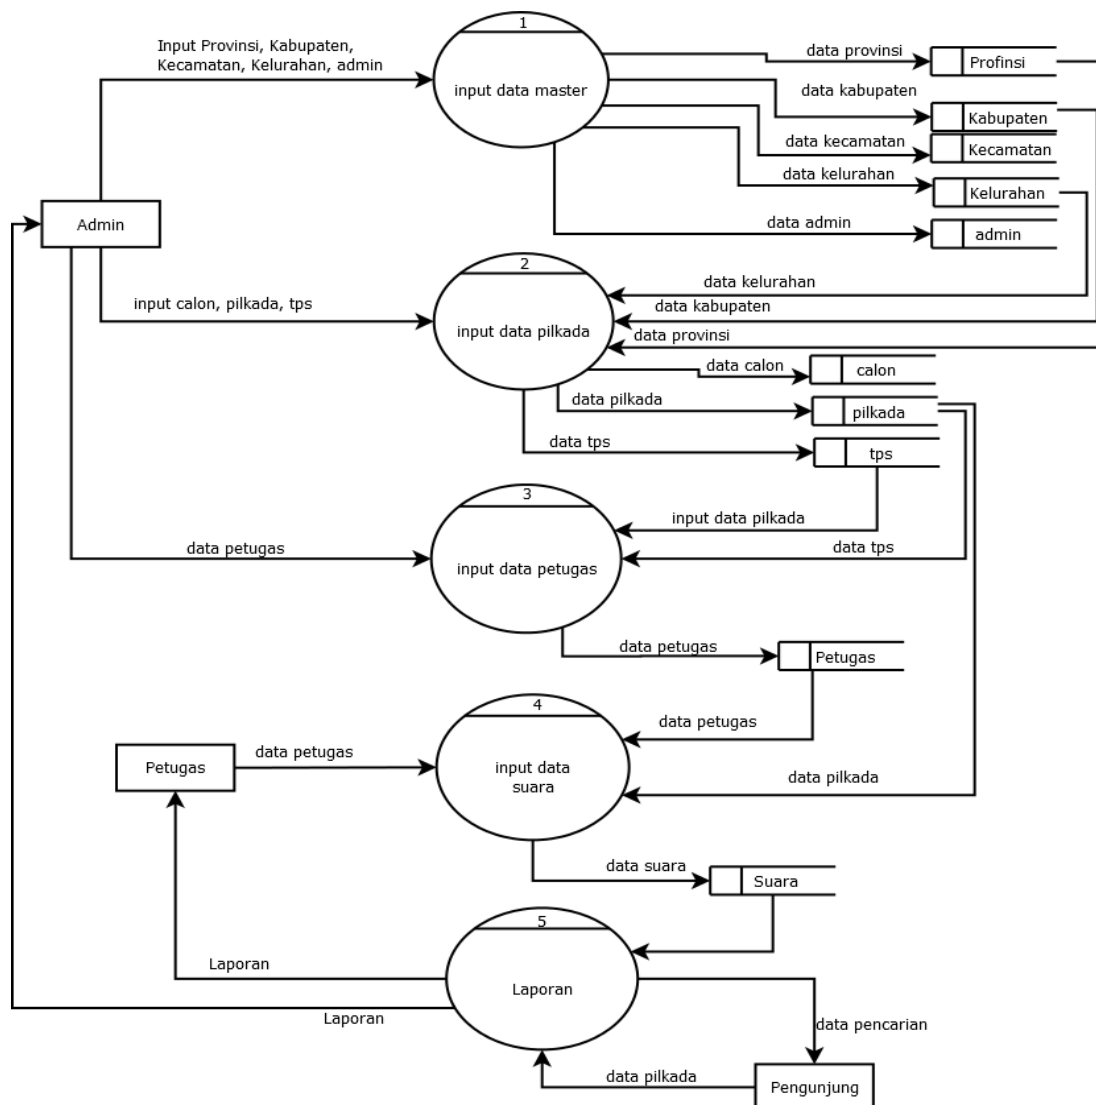 1
Input Provinsi, Kabupaten,
Kecamatan, Kelurahan, admin
input data master
data provinsi
Profinsi
data kabupaten
Kabupaten
data kecamatan
Kecamatan
data kelurahan
Kelurahan
data admin
admin
Admin
2
input calon, pilkada, tps
input data pilkada
data kelurahan
data kabupaten
data provinsi
data calon
calon
data pilkada
pilkada
data tps
tps
3
input data pilkada
data petugas
input data petugas
data tps
data petugas
Petugas
4
data petugas
Petugas
data petugas
input data
suara
data pilkada
data suara
Suara
5
Laporan
Laporan
Laporan
data pencarian
data pilkada
Pengunjung